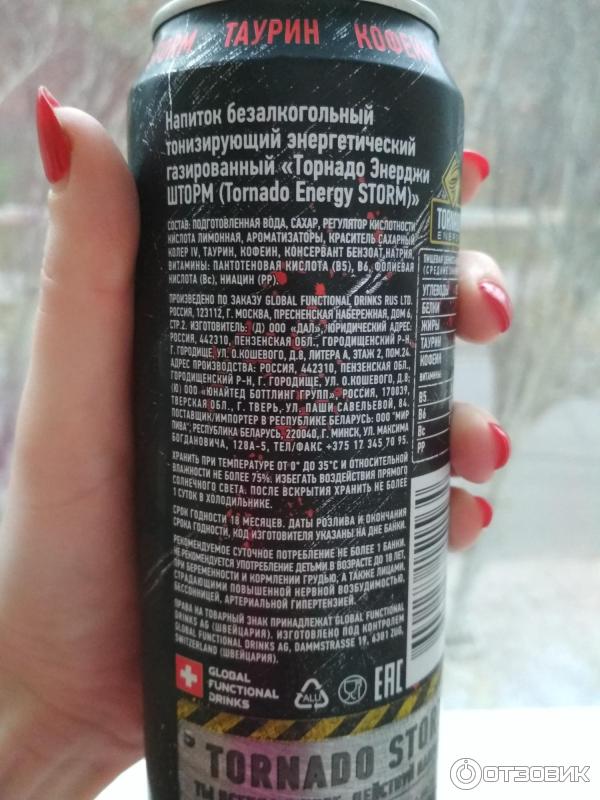 STORM ТАУРИН КОФЕИН
Напиток безалкогольный
тонизирующий энергетический
газированный «Торнадо Энерджи
ШТОРМ (Tornado Energy STORM)»
СОСТАВ: ПОДГОТОВЛЕННАЯ ВОДА, САХАР, РЕГУЛЯТОР КИСЛОТНОСТИ
КИСЛОТА ЛИМОННАЯ, АРОМАТИЗАТОРЫ, КРАСИТЕЛЬ САХАРНЫЙ
КОЛЕР IV, ТАУРИН, КОФЕИН, КОНСЕРВАНТ БЕНЗОАТ НАТРИЯ,
ВИТАМИНЫ: ПАНТОТЕНОВАЯ КИСЛОТА (B5), B6, ФОЛИЕВАЯ
КИСЛОТА (Bc), НИАЦИН (PP).
ПРОИЗВЕДЕНО ПО ЗАКАЗУ GLOBAL FUNCTIONAL DRINKS RUS LTD.
РОССИЯ, 123112, Г. МОСКВА, ПРЕСНЕНСКАЯ НАБЕРЕЖНАЯ, ДОМ 6,
СТР.2. ИЗГОТОВИТЕЛЬ: (Д) ООО «ДАЛ», ЮРИДИЧЕСКИЙ АДРЕС:
РОССИЯ, 442310, ПЕНЗЕНСКАЯ ОБЛ., ГОРОДИЩЕНСКИЙ Р-Н,
Г. ГОРОДИЩЕ, УЛ. О.КОШЕВОГО, Д.8, ЛИТЕРА А, ЭТАЖ 2, ПОМ.24.
АДРЕС ПРОИЗВОДСТВА: РОССИЯ, 442310, ПЕНЗЕНСКАЯ ОБЛ.,
ГОРОДИЩЕНСКИЙ Р-Н, Г. ГОРОДИЩЕ, УЛ. О.КОШЕВОГО, Д.8;
(Ю) ООО «ЮНАЙТЕД БОТТЛИНГ ГРУПП», РОССИЯ, 170039,
ТВЕРСКАЯ ОБЛ., Г. ТВЕРЬ, УЛ. ПАШИ САВЕЛЬЕВОЙ, 84.
ПОСТАВЩИК/ИМПОРТЕР В РЕСПУБЛИКЕ БЕЛАРУСЬ: ООО "МИР
ПИВА", РЕСПУБЛИКА БЕЛАРУСЬ, 220040, Г. МИНСК, УЛ. МАКСИМА
БОГДАНОВИЧА, 128А-5, ТЕЛ/ФАКС +375 17 345 70 95.
ХРАНИТЬ ПРИ ТЕМПЕРАТУРЕ ОТ 0° ДО 35°С И ОТНОСИТЕЛЬНОЙ
ВЛАЖНОСТИ НЕ БОЛЕЕ 75%. ИЗБЕГАТЬ ВОЗДЕЙСТВИЯ ПРЯМОГО
СОЛНЕЧНОГО СВЕТА. ПОСЛЕ ВСКРЫТИЯ ХРАНИТЬ НЕ БОЛЕЕ
1 СУТОК В ХОЛОДИЛЬНИКЕ.
СРОК ГОДНОСТИ 18 МЕСЯЦЕВ. ДАТЫ РОЗЛИВА И ОКОНЧАНИЯ
СРОКА ГОДНОСТИ, КОД ИЗГОТОВИТЕЛЯ УКАЗАНЫ НА ДНЕ БАНКИ.
РЕКОМЕНДУЕМОЕ СУТОЧНОЕ ПОТРЕБЛЕНИЕ НЕ БОЛЕЕ 1 БАНКИ.
НЕ РЕКОМЕНДУЕТСЯ УПОТРЕБЛЕНИЕ ДЕТЬМИ В ВОЗРАСТЕ ДО 18 ЛЕТ,
ПРИ БЕРЕМЕННОСТИ И КОРМЛЕНИИ ГРУДЬЮ, А ТАКЖЕ ЛИЦАМИ,
СТРАДАЮЩИМИ ПОВЫШЕННОЙ НЕРВНОЙ ВОЗБУДИМОСТЬЮ,
БЕССОННИЦЕЙ, АРТЕРИАЛЬНОЙ ГИПЕРТЕНЗИЕЙ.
ПРАВА НА ТОВАРНЫЙ ЗНАК ПРИНАДЛЕЖАТ GLOBAL FUNCTIONAL
DRINKS AG (ШВЕЙЦАРИЯ). ИЗГОТОВЛЕНО ПОД КОНТРОЛЕМ
GLOBAL FUNCTIONAL DRINKS AG, DAMMSTRASSE 19, 6381 ZUG,
SWITZERLAND (ШВЕЙЦАРИЯ).
GLOBAL
FUNCTIONAL
DRINKS
ALU
EAC
TORNADO STOR
TORNADO
ENERGY
УГЛЕВОДЫ
БЕЛКИ
ЖИРЫ
ТАУРИН
КОФЕИН
ВИТАМИНЫ
B5
B6
Bc
PP
ОТЗОВИК